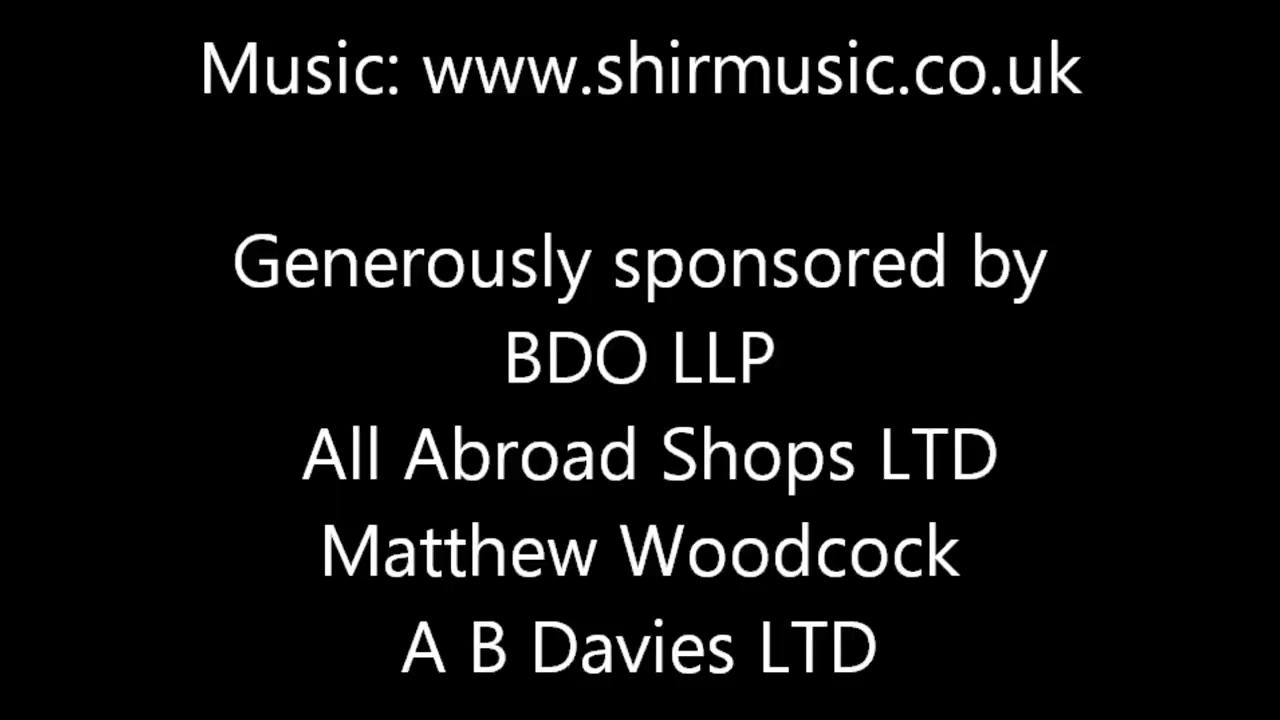 Music: www.shirmusic.co.uk
Generously sponsored by
BDO LLP
All Abroad Shops LTD
Matthew Woodcock
A B Davies LTD